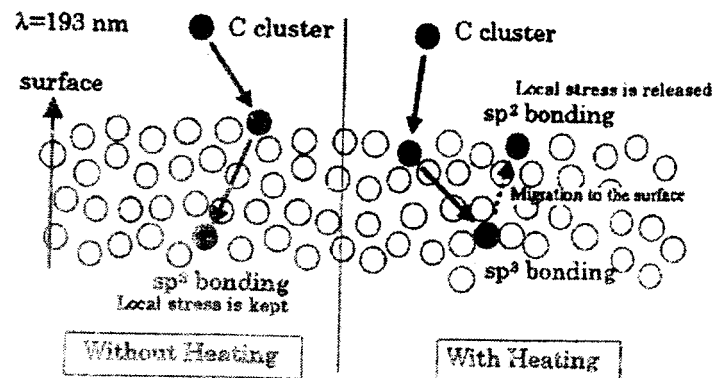 λ=193 nm
C cluster
surface
sp³ bonding
Local stress is kept
Without Heating
C cluster
Local stress is released
sp² bonding
Migration to the surface
sp³ bonding
With Heating